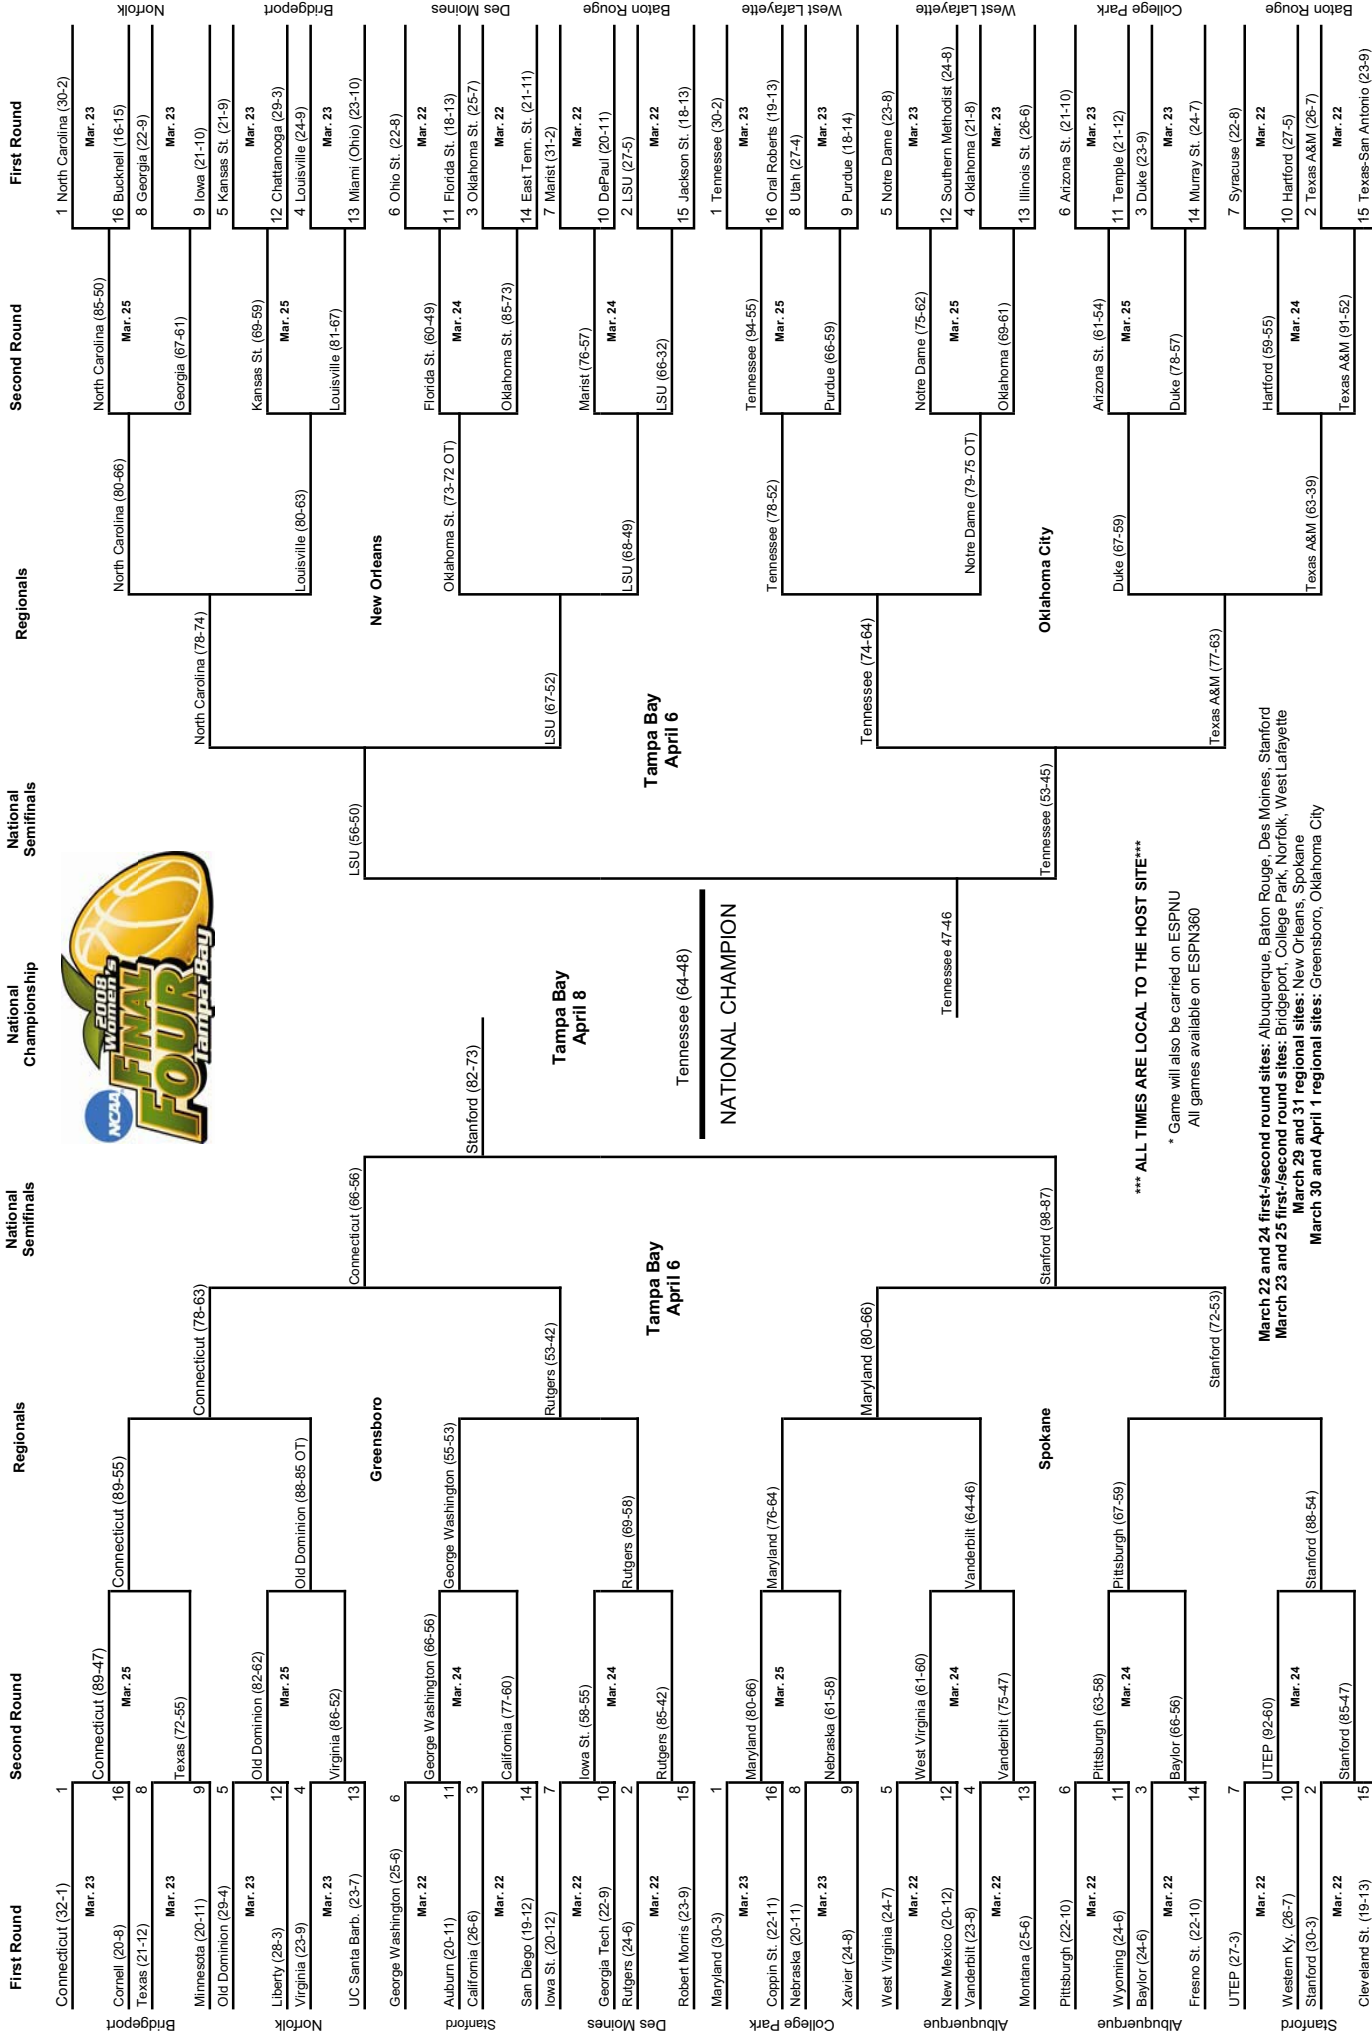 First Round
Second Round
Regionals
National
Semifinals
National
Championship
National
Semifinals
Regionals
Second Round
First Round
NCAA
2008
Women's
FINAL
FOUR
Tampa Bay
Bridgeport
Connecticut (32-1)
1
Mar. 23
Cornell (20-8)
16
Texas (21-12)
8
Mar. 23
Minnesota (20-11)
9
Norfolk
Old Dominion (29-4)
5
Mar. 23
Liberty (28-3)
12
Virginia (23-9)
4
Mar. 23
UC Santa Barb. (23-7)
13
Stanford
George Washington (25-6)
6
Mar. 22
Auburn (20-11)
11
California (26-6)
3
Mar. 22
San Diego (19-12)
14
Des Moines
Iowa St. (20-12)
7
Mar. 22
Georgia Tech (22-9)
10
Rutgers (24-6)
2
Mar. 22
Robert Morris (23-9)
15
College Park
Maryland (30-3)
1
Mar. 23
Coppin St. (22-11)
16
Nebraska (20-11)
8
Mar. 23
Xavier (24-8)
9
Albuquerque
West Virginia (24-7)
5
Mar. 22
New Mexico (20-12)
12
Vanderbilt (23-8)
4
Mar. 22
Montana (25-6)
13
Albuquerque
Pittsburgh (22-10)
6
Mar. 22
Wyoming (24-6)
11
Baylor (24-6)
3
Mar. 22
Fresno St. (22-10)
14
Stanford
UTEP (27-3)
7
Mar. 22
Western Ky. (26-7)
10
Stanford (30-3)
2
Mar. 22
Cleveland St. (19-13)
15
Connecticut (89-47)
Mar. 25
Texas (72-55)
Old Dominion (82-62)
Mar. 25
Virginia (86-52)
George Washington (66-56)
Mar. 24
California (77-60)
Iowa St. (58-55)
Mar. 24
Rutgers (85-42)
Maryland (80-66)
Mar. 25
Nebraska (61-58)
West Virginia (61-60)
Mar. 24
Vanderbilt (75-47)
Pittsburgh (63-58)
Mar. 24
Baylor (66-56)
UTEP (92-60)
Mar. 24
Stanford (85-47)
Connecticut (89-55)
Old Dominion (88-85 OT)
Greensboro
George Washington (55-53)
Rutgers (69-58)
Maryland (76-64)
Vanderbilt (64-46)
Spokane
Pittsburgh (67-59)
Stanford (88-54)
Connecticut (78-63)
Rutgers (53-42)
Maryland (80-66)
Stanford (72-53)
Connecticut (66-56)
Tampa Bay
April 6
Stanford (98-87)
Stanford (82-73)
Tampa Bay
April 8
Tennessee (64-48)
NATIONAL CHAMPION
Tennessee 47-46
LSU (56-50)
Tampa Bay
April 6
Tennessee (53-45)
North Carolina (78-74)
LSU (67-52)
Tennessee (74-64)
Texas A&M (77-63)
North Carolina (80-66)
Louisville (80-63)
New Orleans
Oklahoma St. (73-72 OT)
LSU (68-49)
Tennessee (78-52)
Notre Dame (79-75 OT)
Oklahoma City
Duke (67-59)
Texas A&M (63-39)
North Carolina (85-50)
Mar. 25
Georgia (67-61)
Kansas St. (69-59)
Mar. 25
Louisville (81-67)
Florida St. (60-49)
Mar. 24
Oklahoma St. (85-73)
Marist (76-57)
Mar. 24
LSU (66-32)
Tennessee (94-55)
Mar. 25
Purdue (66-59)
Notre Dame (75-62)
Mar. 25
Oklahoma (69-61)
Arizona St. (61-54)
Mar. 25
Duke (78-57)
Hartford (59-55)
Mar. 24
Texas A&M (91-52)
1 North Carolina (30-2)
Mar. 23
16 Bucknell (16-15)
8 Georgia (22-9)
Mar. 23
9 Iowa (21-10)
Norfolk
5 Kansas St. (21-9)
Mar. 23
12 Chattanooga (29-3)
4 Louisville (24-9)
Mar. 23
13 Miami (Ohio) (23-10)
Bridgeport
6 Ohio St. (22-8)
Mar. 22
11 Florida St. (18-13)
3 Oklahoma St. (25-7)
Mar. 22
14 East Tenn. St. (21-11)
Des Moines
7 Marist (31-2)
Mar. 22
10 DePaul (20-11)
2 LSU (27-5)
Mar. 22
15 Jackson St. (18-13)
Baton Rouge
1 Tennessee (30-2)
Mar. 23
16 Oral Roberts (19-13)
8 Utah (27-4)
Mar. 23
9 Purdue (18-14)
West Lafayette
5 Notre Dame (23-8)
Mar. 23
12 Southern Methodist (24-8)
4 Oklahoma (21-8)
Mar. 23
13 Illinois St. (26-6)
West Lafayette
6 Arizona St. (21-10)
Mar. 23
11 Temple (21-12)
3 Duke (23-9)
Mar. 23
14 Murray St. (24-7)
College Park
7 Syracuse (22-8)
Mar. 22
10 Hartford (27-5)
2 Texas A&M (26-7)
Mar. 22
15 Texas-San Antonio (23-9)
Baton Rouge
*** ALL TIMES ARE LOCAL TO THE HOST SITE***
* Game will also be carried on ESPNU
All games available on ESPN360
March 22 and 24 first-/second round sites: Albuquerque, Baton Rouge, Des Moines, Stanford
March 23 and 25 first-/second round sites: Bridgeport, College Park, Norfolk, West Lafayette
March 29 and 31 regional sites: New Orleans, Spokane
March 30 and April 1 regional sites: Greensboro, Oklahoma City